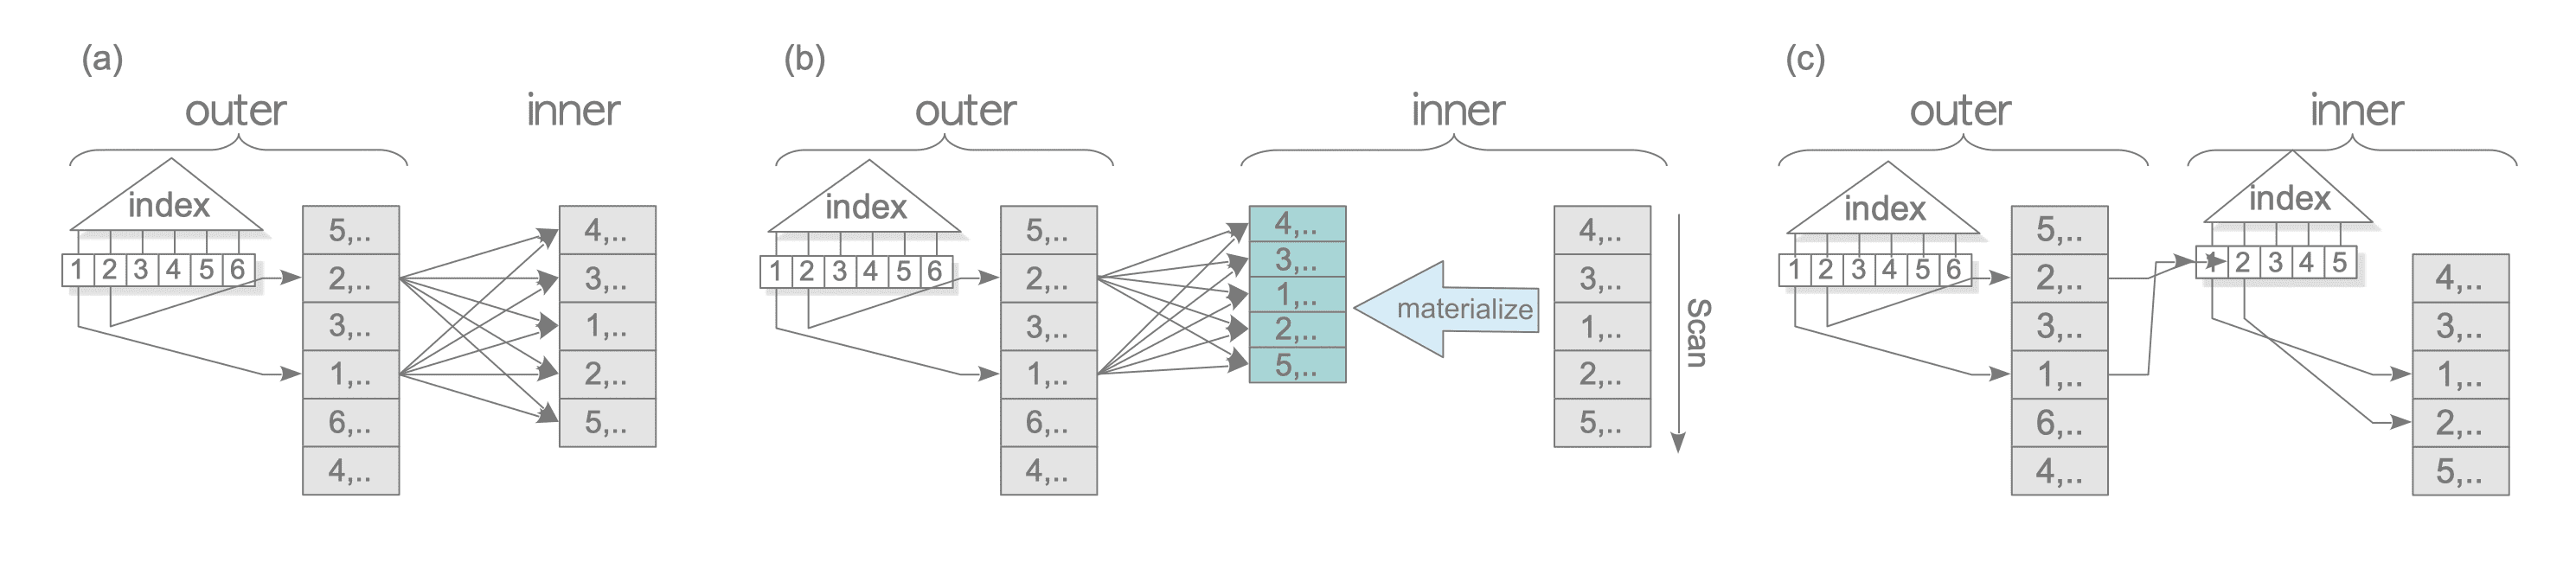 (a)
outer
inner
index
1 2 3 4 5 6
5,..
2,..
3,..
1,..
6,..
4,..
4,..
3,..
1,..
2,..
5,..
(b)
outer
inner
index
1 2 3 4 5 6
5,..
2,..
3,..
1,..
6,..
4,..
4,..
3,..
1,..
2,..
5,..
materialize
4,..
3,..
1,..
2,..
5,..
Scan
(c)
outer
inner
index
1 2 3 4 5 6
5,..
2,..
3,..
1,..
6,..
4,..
index
1 2 3 4 5
4,..
3,..
1,..
2,..
5,..